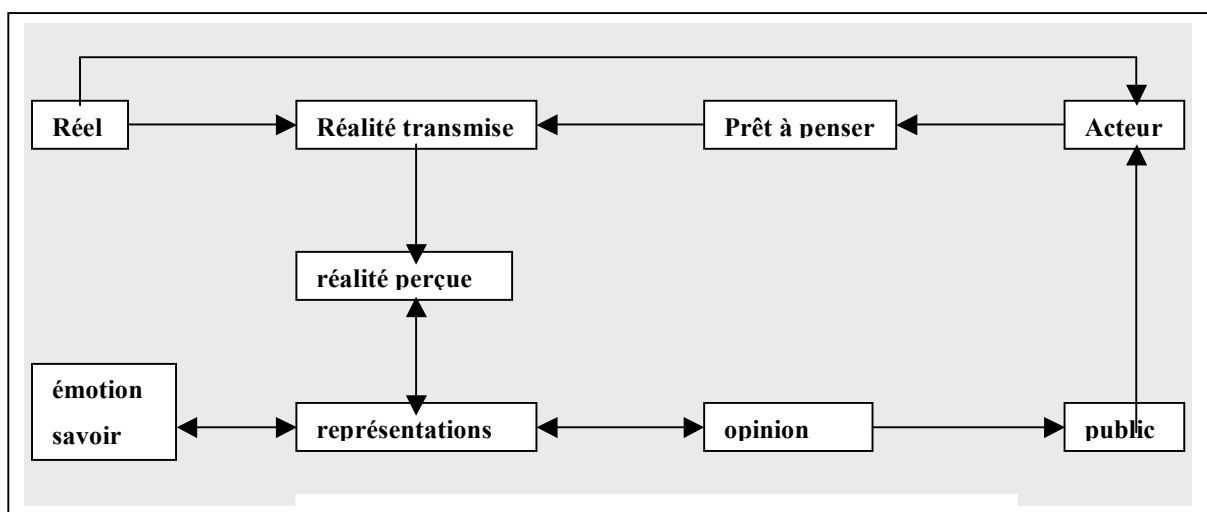 Réel
Réalité transmise
Prêt à penser
Acteur
réalité perçue
émotion
savoir
représentations
opinion
public